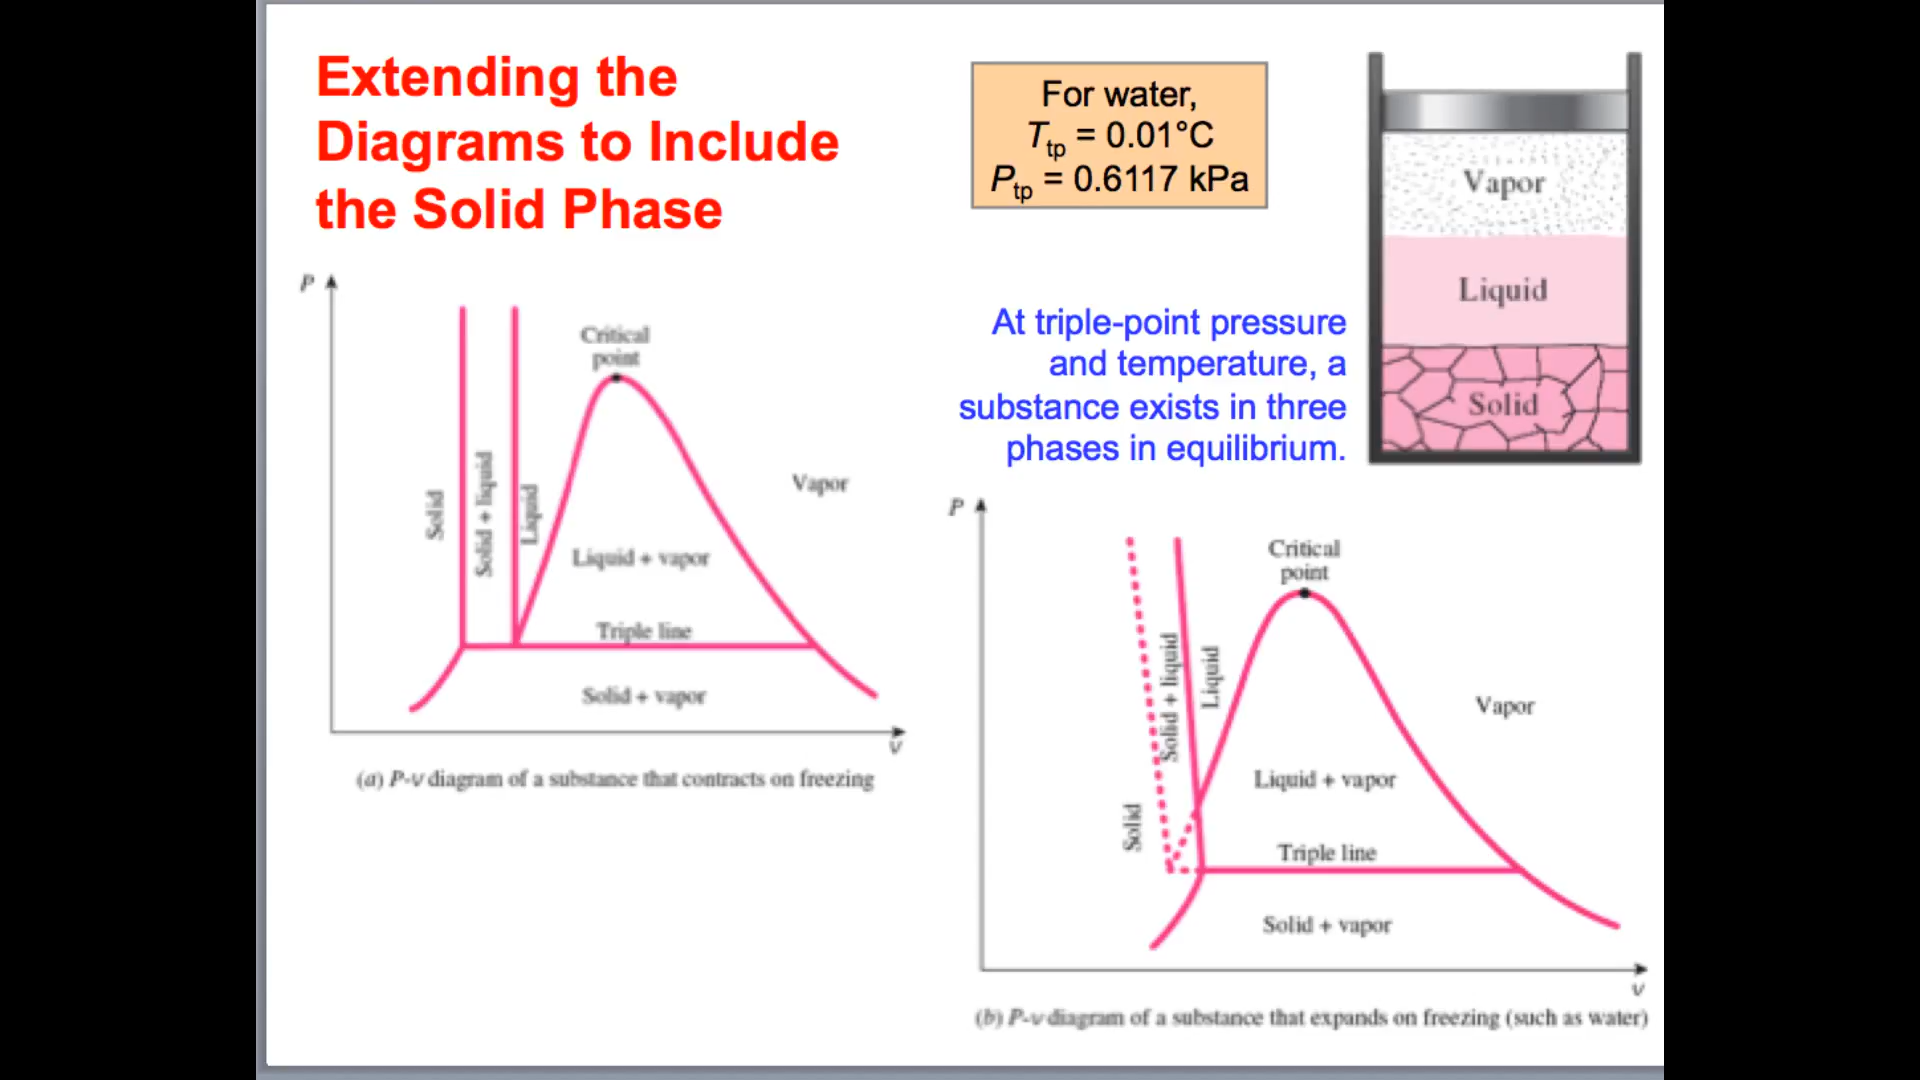 Extending the
Diagrams to Include
the Solid Phase
For water,
Ttp = 0.01°C
Ptp = 0.6117 kPa
Vapor
Liquid
Solid
At triple-point pressure
and temperature, a
substance exists in three
phases in equilibrium.
P
Critical
point
Solid
Solid + liquid
Liquid
Vapor
Liquid + vapor
Triple line
Solid + vapor
v
(a) P-v diagram of a substance that contracts on freezing
P
Critical
point
Solid + liquid
Liquid
Vapor
Liquid + vapor
Solid
Triple line
Solid + vapor
v
(b) P-v diagram of a substance that expands on freezing (such as water)